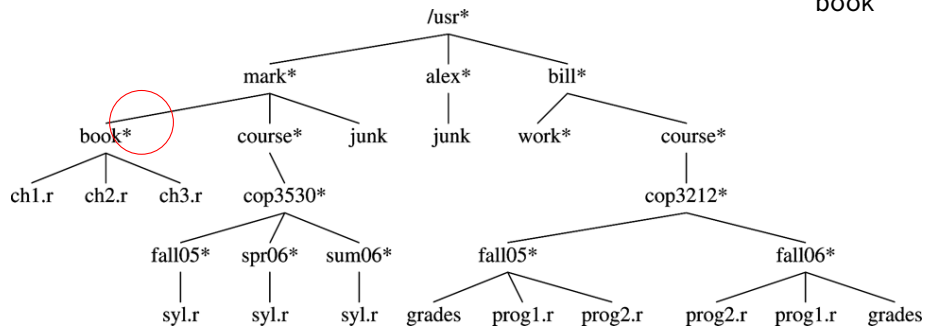 book
/usr*
mark* alex* bill*
book* course* junk junk work* course*
ch1.r ch2.r ch3.r cop3530* cop3212*
fall05* spr06* sum06* fall05* fall06*
syl.r syl.r syl.r grades prog1.r prog2.r prog2.r prog1.r grades